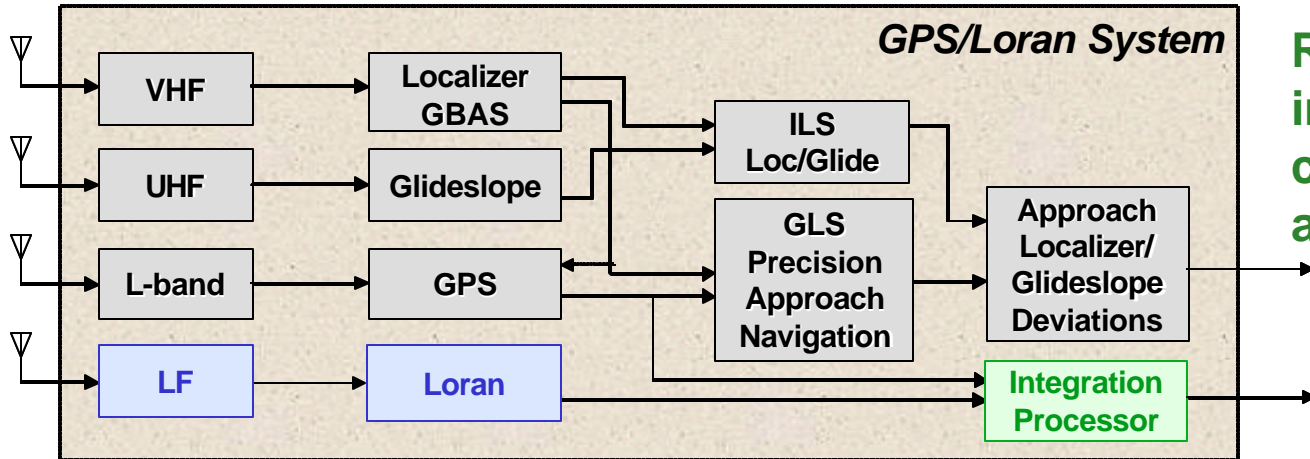 GPS/Loran System
VHF
Localizer
GBAS
ILS
Loc/Glide
UHF
Glideslope
GLS
Precision
Approach
Navigation
Approach
Localizer/
Glideslope
Deviations
L-band
GPS
LF
Loran
Integration
Processor